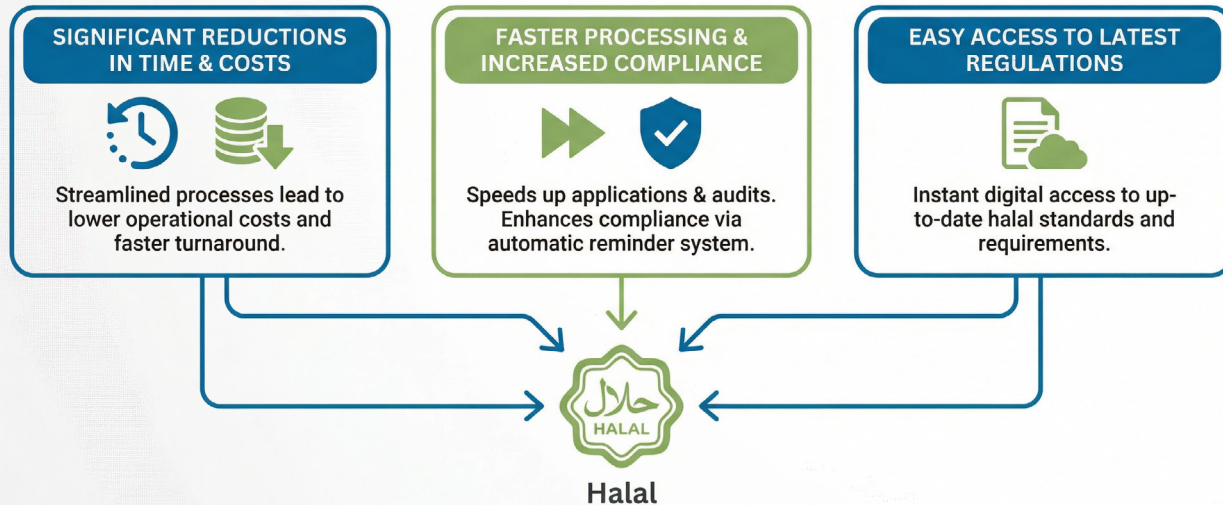 SIGNIFICANT REDUCTIONS
IN TIME & COSTS
Streamlined processes lead to
lower operational costs and
faster turnaround.
FASTER PROCESSING &
INCREASED COMPLIANCE
Speeds up applications & audits.
Enhances compliance via
automatic reminder system.
EASY ACCESS TO LATEST
REGULATIONS
Instant digital access to up-
to-date halal standards and
requirements.
حلال
HALAL
Halal